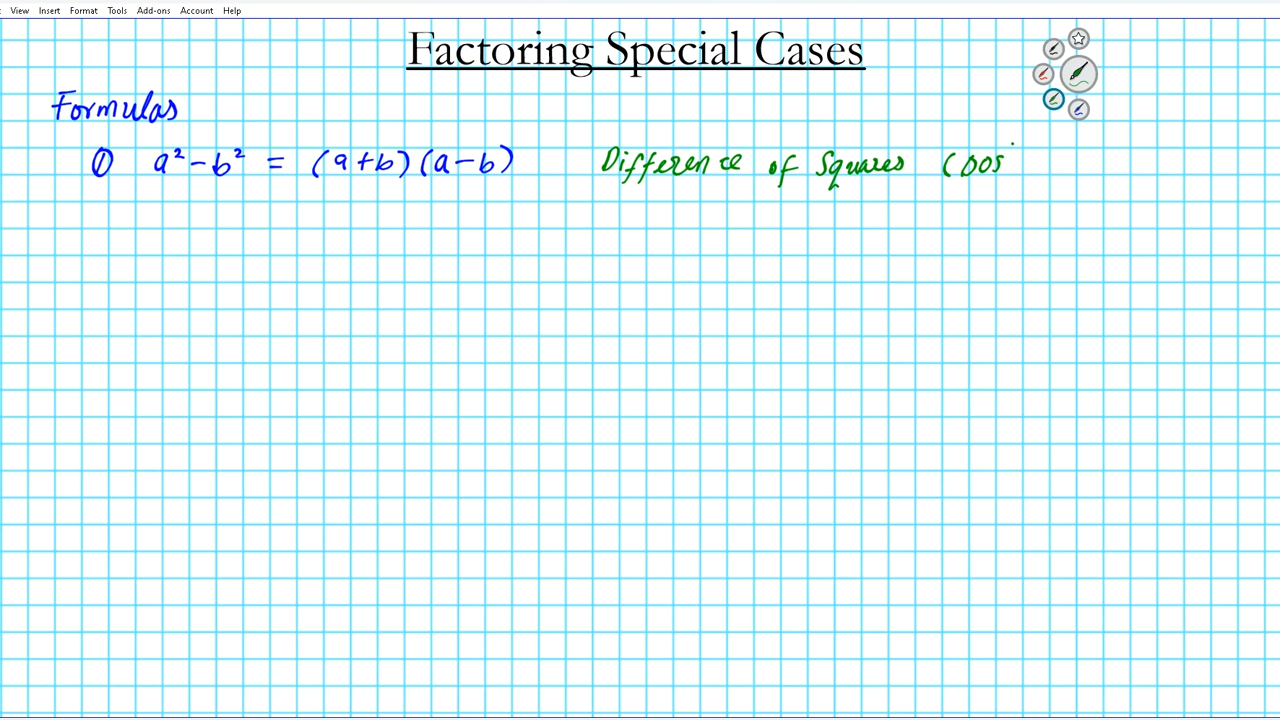 View Insert Format Tools Add-ons Account Help
Factoring Special Cases
Formulas
① a² - b² = (a+b)(a-b) Difference of Squares (DOS